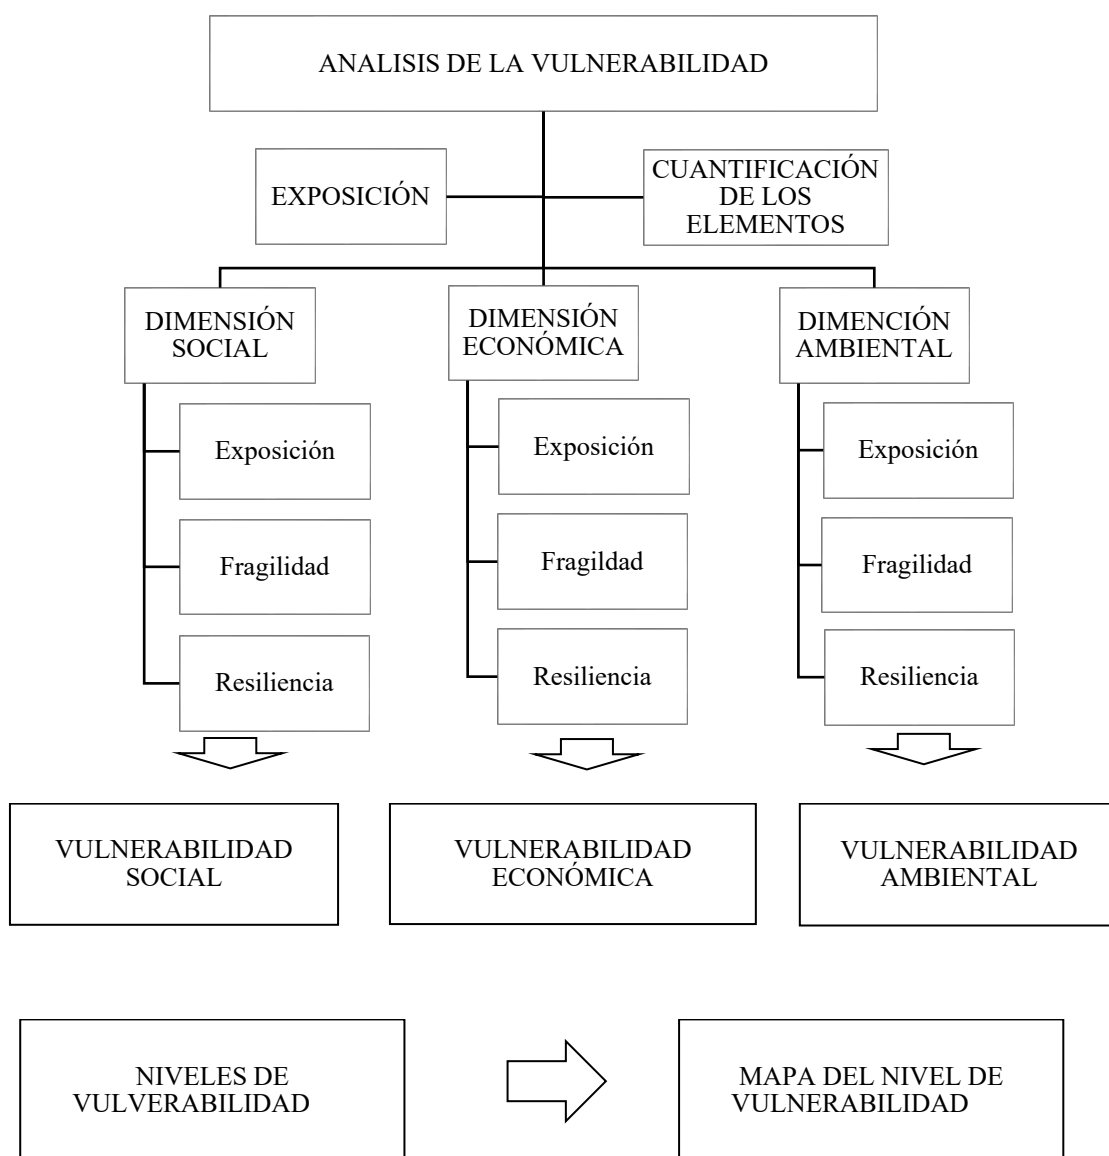 ANALISIS DE LA VULNERABILIDAD
EXPOSICIÓN
CUANTIFICACIÓN
DE LOS
ELEMENTOS
DIMENSIÓN
SOCIAL
DIMENSIÓN
ECONÓMICA
DIMENCIÓN
AMBIENTAL
Exposición
Exposición
Exposición
Fragilidad
Fragildad
Fragilidad
Resiliencia
Resiliencia
Resiliencia
VULNERABILIDAD
SOCIAL
VULNERABILIDAD
ECONÓMICA
VULNERABILIDAD
AMBIENTAL
NIVELES DE
VULVERABILIDAD
MAPA DEL NIVEL DE
VULNERABILIDAD